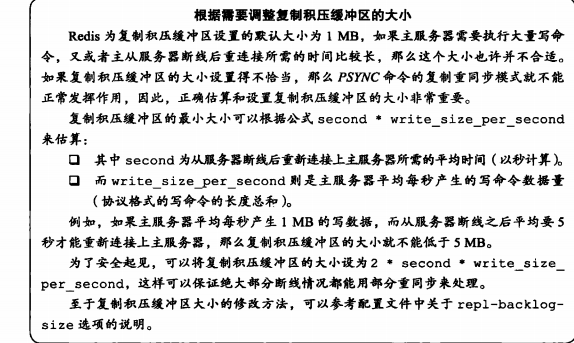 根据需要调整复制积压缓冲区的大小
Redis 为复制积压缓冲区设置的默认大小为 1 MB，如果主服务器需要执行大量写命
令，又或者主从服务器断线后重连接所需的时间比较长，那么这个大小也许并不合适。
如果复制积压缓冲区的大小设置得不恰当，那么 PSYNC 命令的复制重同步模式就不能
正常发挥作用，因此，正确估算和设置复制积压缓冲区的大小非常重要。
复制积压缓冲区的最小大小可以根据公式 second * write_size_per_second
来估算：
❑ 其中 second 为从服务器断线后重新连接上主服务器所需的平均时间（以秒计算）。
❑ 而 write_size_per_second 则是主服务器平均每秒产生的写命令数据量
（协议格式的写命令的长度总和）。
例如，如果主服务器平均每秒产生 1 MB 的写数据，而从服务器断线之后平均要 5
秒才能重新连接上主服务器，那么复制积压缓冲区的大小就不能低于 5 MB。
为了安全起见，可以将复制积压缓冲区的大小设为 2 * second * write_size_
per_second，这样可以保证绝大部分断线情况都能用部分重同步来处理。
至于复制积压缓冲区大小的修改方法，可以参考配置文件中关于 repl-backlog-
size 选项的说明。